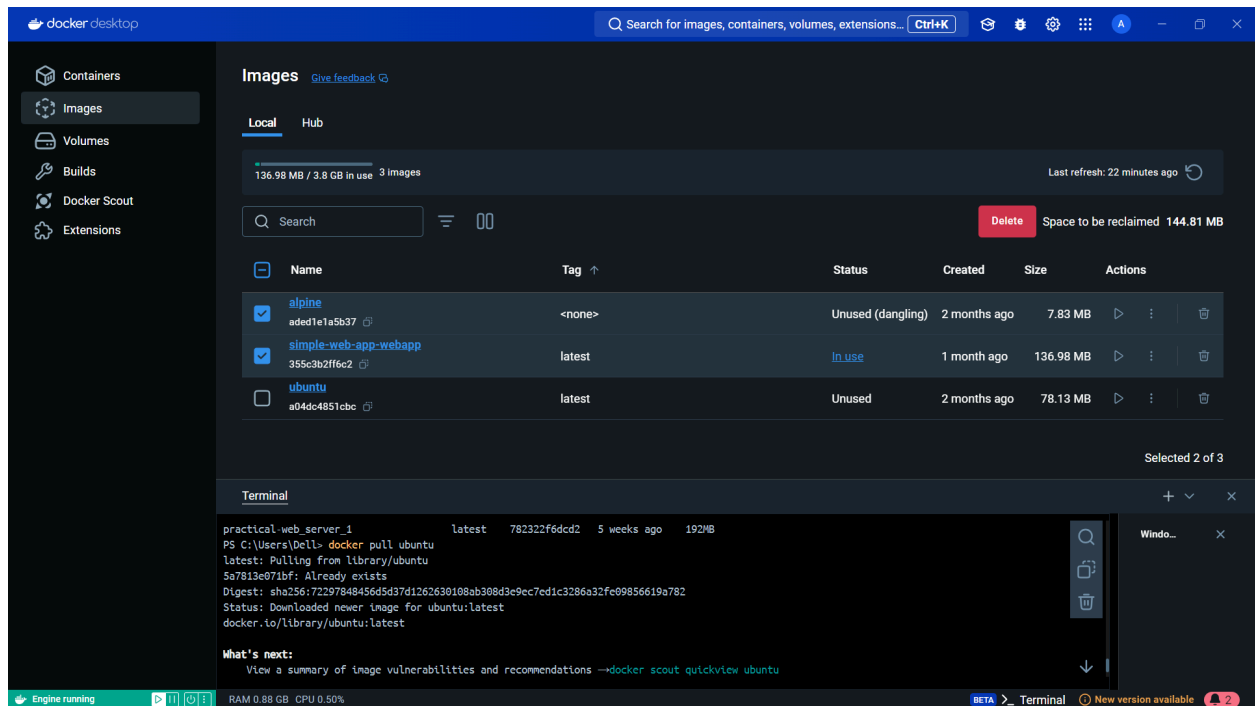 docker desktop
Search for images, containers, volumes, extensions... Ctrl+K
A
Containers
Images
Volumes
Builds
Docker Scout
Extensions
Images Give feedback
Local Hub
136.98 MB / 3.8 GB in use 3 images
Last refresh: 22 minutes ago
Search
Delete Space to be reclaimed 144.81 MB
Name Tag Status Created Size Actions
alpine
aded1e1a5b37
<none> Unused (dangling) 2 months ago 7.83 MB
simple-web-app-webapp
355c3b2ff6c2
latest In use 1 month ago 136.98 MB
ubuntu
a04dc4851cbc
latest Unused 2 months ago 78.13 MB
Selected 2 of 3
Terminal
practical-web_server_1 latest 782322f6dcd2 5 weeks ago 192MB
PS C:\Users\Dell> docker pull ubuntu
latest: Pulling from library/ubuntu
5a7813e071bf: Already exists
Digest: sha256:72297848456d5d37d1262630108ab308d3e9ec7ed1c3286a32fe09856619a782
Status: Downloaded newer image for ubuntu:latest
docker.io/library/ubuntu:latest
What's next:
View a summary of image vulnerabilities and recommendations →docker scout quickview ubuntu
Windo...
Engine running
RAM 0.88 GB CPU 0.50%
BETA >_ Terminal New version available 2